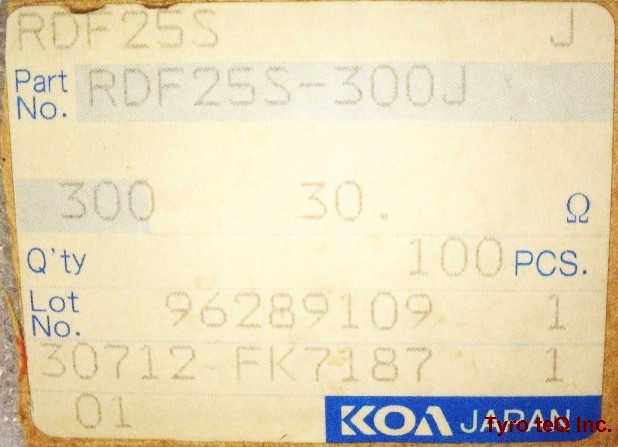 RDF25S J
Part No. RDF25S-300J
300 30. Ω
Q'ty 100 PCS.
Lot No. 96289109 1
30712-FK7187 1
01
KOA JAPAN
Tyro teQ Inc.